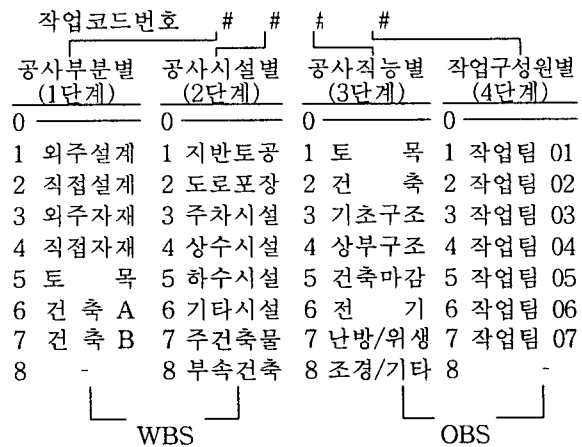 작업코드번호 # # # #
공사부분별 공사시설별 공사직능별 작업구성원별
(1단계) (2단계) (3단계) (4단계)
0 0 0 0
1 외주설계 1 지반토공 1 토 목 1 작업팀 01
2 직접설계 2 도로포장 2 건 축 2 작업팀 02
3 외주자재 3 주차시설 3 기초구조 3 작업팀 03
4 직접자재 4 상수시설 4 상부구조 4 작업팀 04
5 토 목 5 하수시설 5 건축마감 5 작업팀 05
6 건 축 A 6 기타시설 6 전 기 6 작업팀 06
7 건 축 B 7 주건축물 7 난방/위생 7 작업팀 07
8 - 8 부속건축 8 조경/기타 8 -
WBS OBS